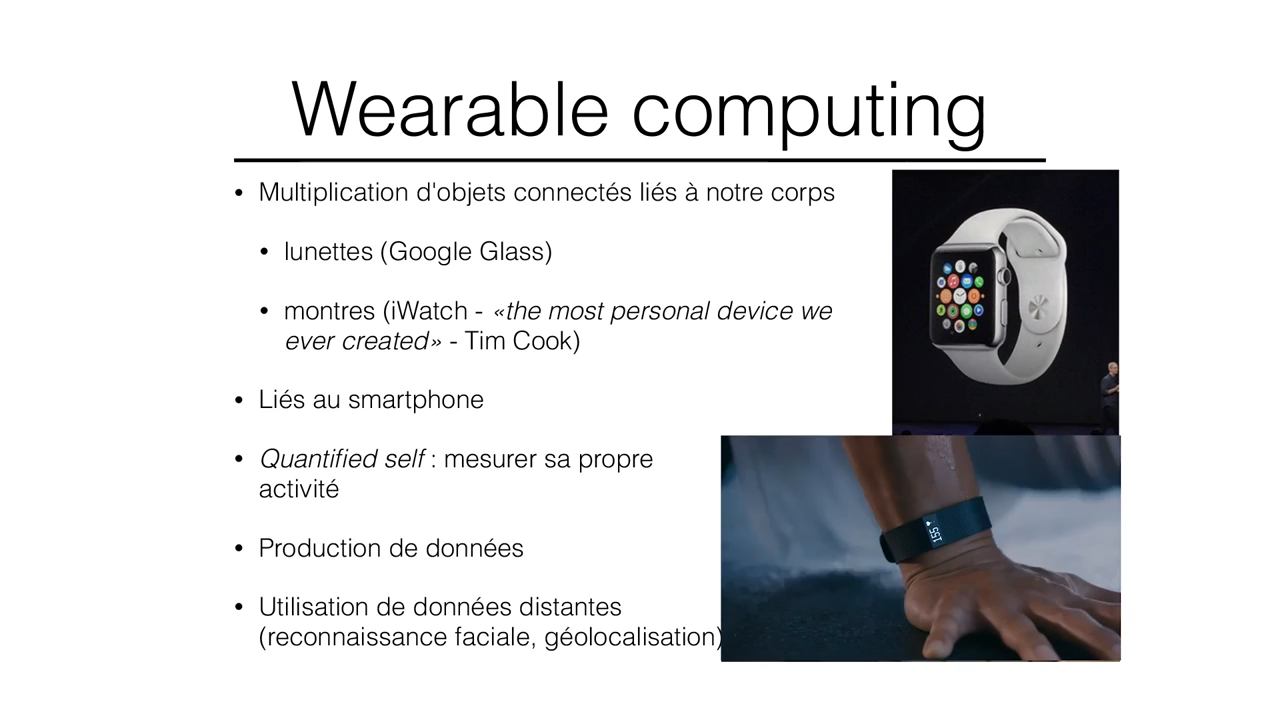 Wearable computing
• Multiplication d'objets connectés liés à notre corps
• lunettes (Google Glass)
• montres (iWatch - «the most personal device we
ever created» - Tim Cook)
• Liés au smartphone
• Quantified self : mesurer sa propre
activité
• Production de données
• Utilisation de données distantes
(reconnaissance faciale, géolocalisation)
155